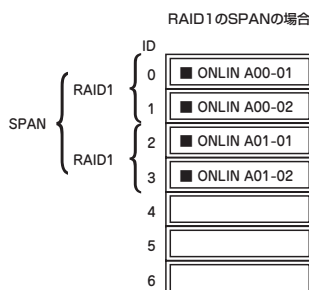 RAID1のSPANの場合
ID
0 ■ ONLIN A00-01
RAID1
1 ■ ONLIN A00-02
SPAN
2 ■ ONLIN A01-01
RAID1
3 ■ ONLIN A01-02
4
5
6